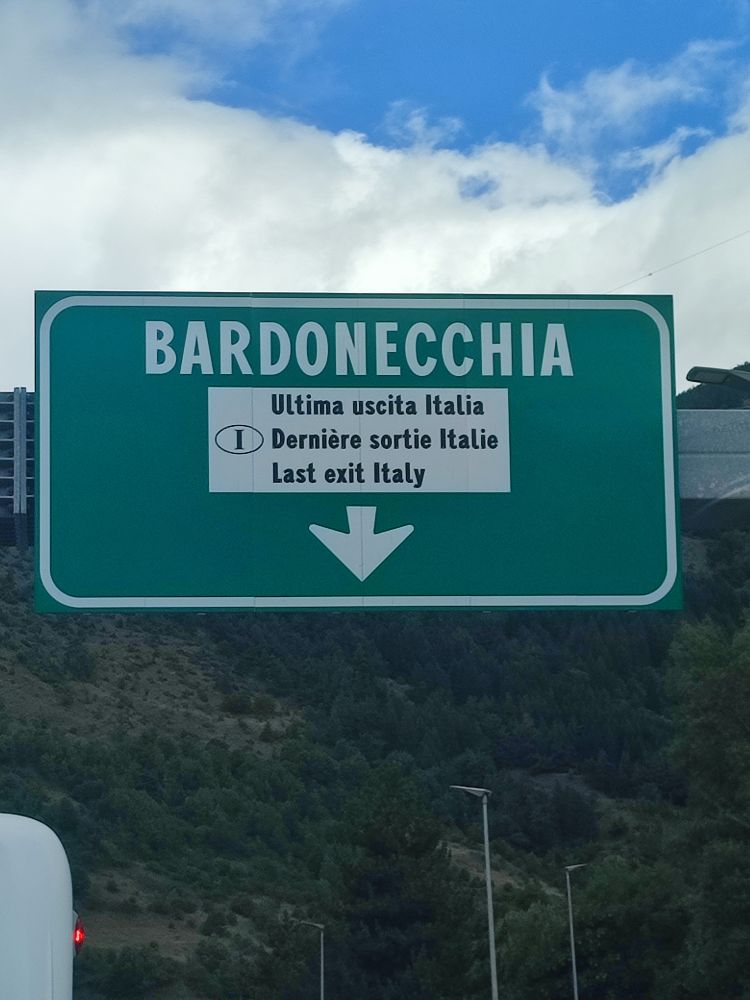 BARDONECCHIA
Ultima uscita Italia
I Dernière sortie Italie
Last exit Italy